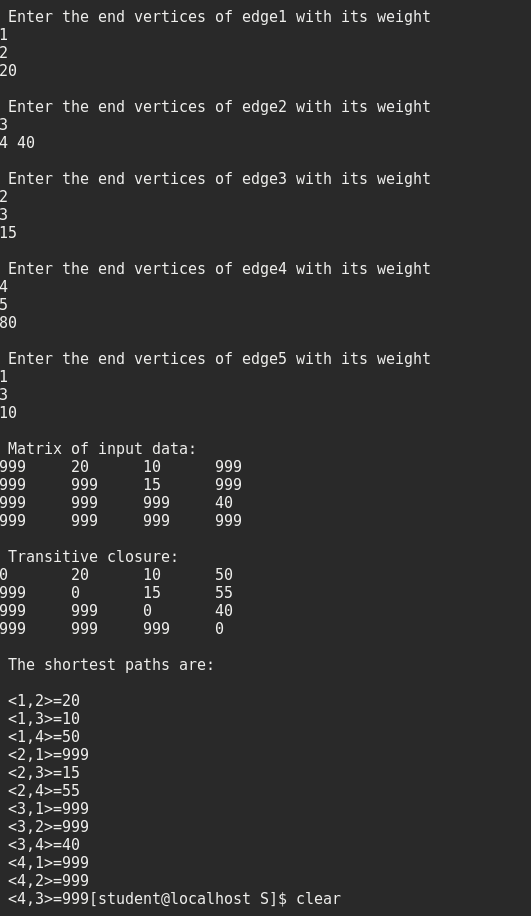 Enter the end vertices of edge1 with its weight
1
2
20
Enter the end vertices of edge2 with its weight
3
4 40
Enter the end vertices of edge3 with its weight
2
3
15
Enter the end vertices of edge4 with its weight
4
5
80
Enter the end vertices of edge5 with its weight
1
3
10
Matrix of input data:
999 20 10 999
999 999 15 999
999 999 999 40
999 999 999 999
Transitive closure:
0 20 10 50
999 0 15 55
999 999 0 40
999 999 999 0
The shortest paths are:
<1,2>=20
<1,3>=10
<1,4>=50
<2,1>=999
<2,3>=15
<2,4>=55
<3,1>=999
<3,2>=999
<3,4>=40
<4,1>=999
<4,2>=999
<4,3>=999[student@localhost S]$ clear